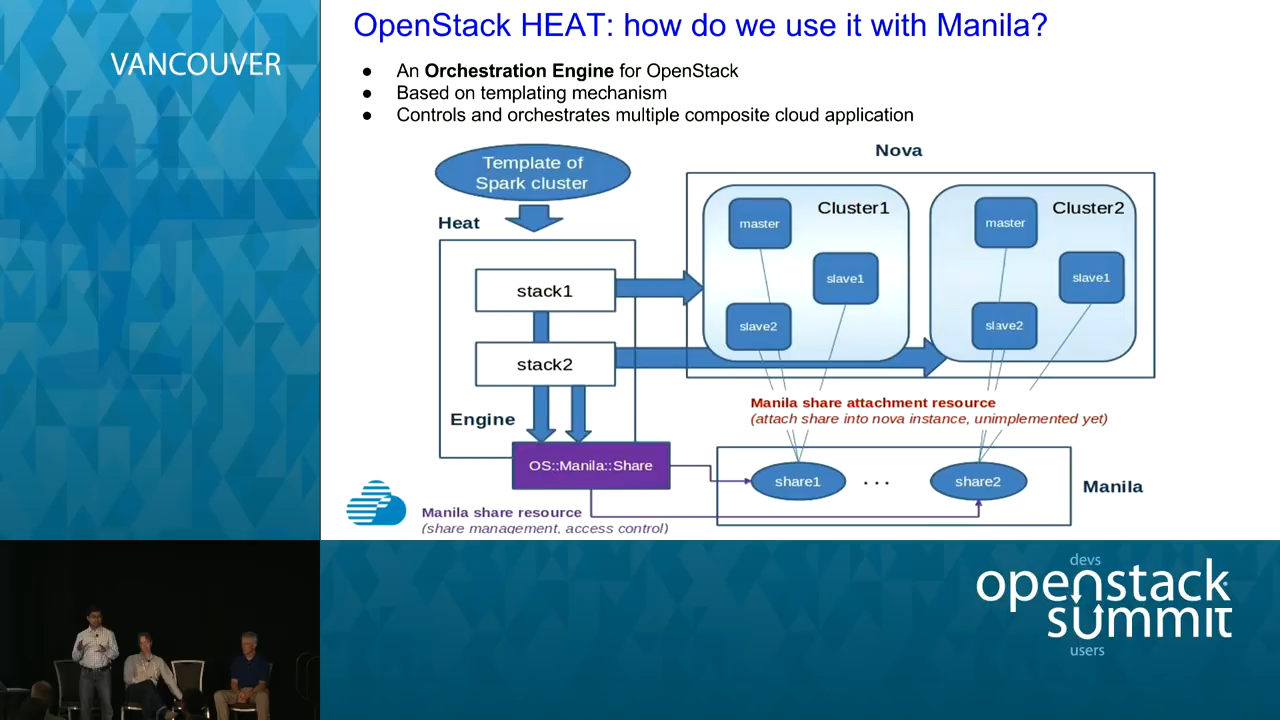 VANCOUVER
OpenStack HEAT: how do we use it with Manila?
● An Orchestration Engine for OpenStack
● Based on templating mechanism
● Controls and orchestrates multiple composite cloud application
Template of
Spark cluster
Heat
stack1
stack2
Engine
OS::Manila::Share
Manila share resource
(share management, access control)
Nova
Cluster1
master
slave1
slave2
Cluster2
master
slave1
slave2
Manila share attachment resource
(attach share into nova instance, unimplemented yet)
share1
. . .
share2
Manila
devs
openstack
summit
users